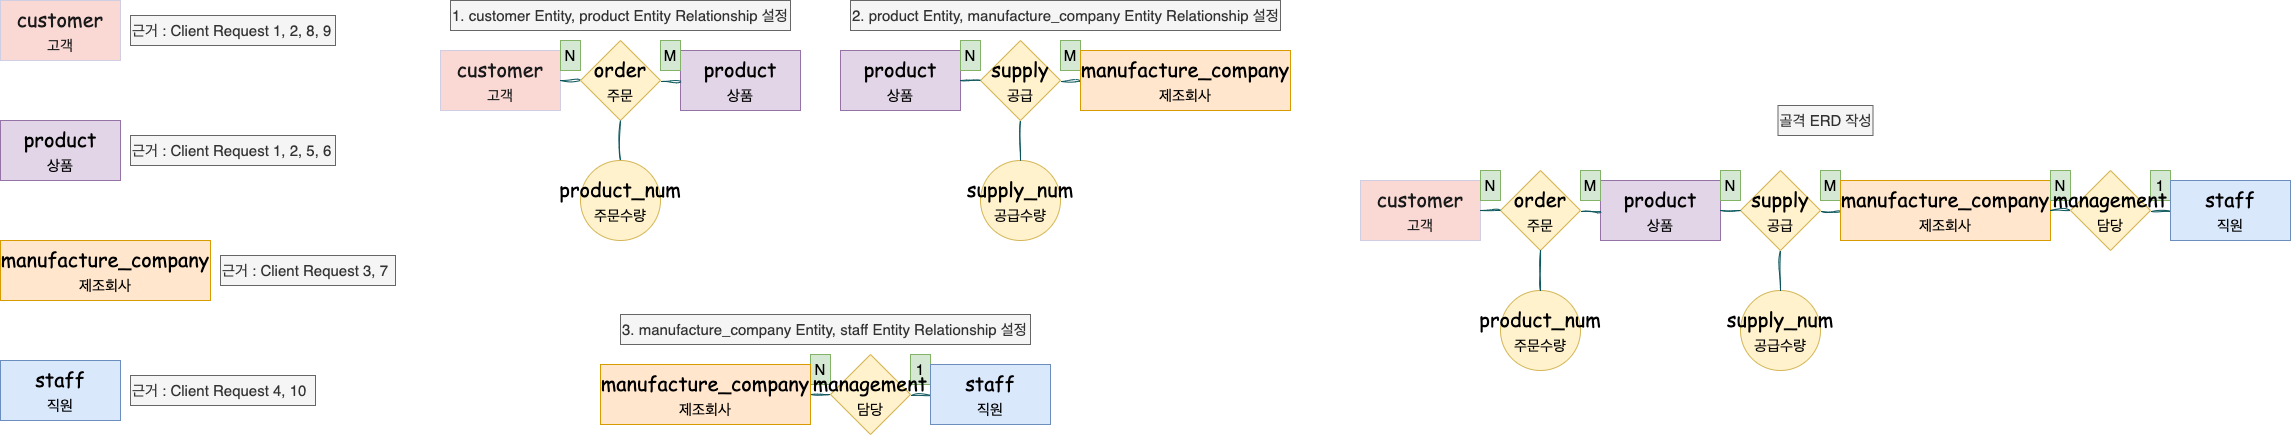 customer
고객
근거 : Client Request 1, 2, 8, 9
product
상품
근거 : Client Request 1, 2, 5, 6
manufacture_company
제조회사
근거 : Client Request 3, 7
staff
직원
근거 : Client Request 4, 10
1. customer Entity, product Entity Relationship 설정
customer
고객
N
order
주문
M
product
상품
product_num
주문수량
2. product Entity, manufacture_company Entity Relationship 설정
product
상품
N
supply
공급
M
manufacture_company
제조회사
supply_num
공급수량
3. manufacture_company Entity, staff Entity Relationship 설정
manufacture_company
제조회사
N
management
담당
1
staff
직원
골격 ERD 작성
customer
고객
N
order
주문
M
product
상품
N
supply
공급
M
manufacture_company
제조회사
N
management
담당
1
staff
직원
product_num
주문수량
supply_num
공급수량